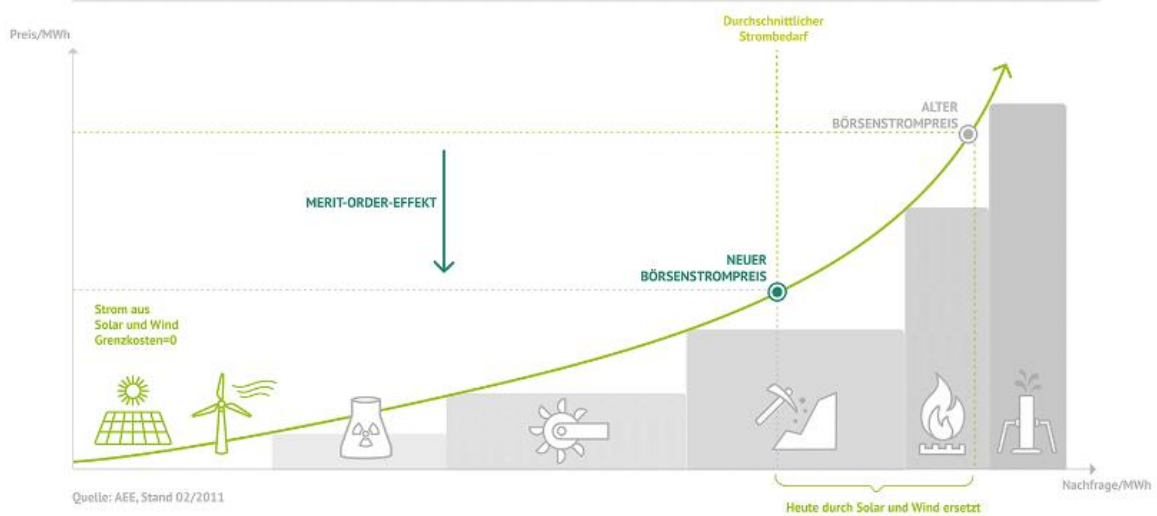 Durchschnittlicher
Strombedarf
Preis/MWh
ALTER
BÖRSENSTROMPREIS
MERIT-ORDER-EFFEKT
NEUER
BÖRSENSTROMPREIS
Strom aus
Solar und Wind
Grenzkosten=0
Nachfrage/MWh
Quelle: AEE, Stand 02/2011
Heute durch Solar und Wind ersetzt